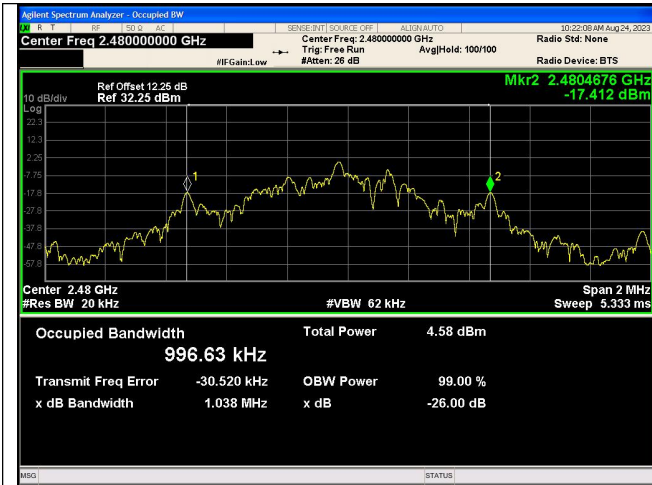 Agilent Spectrum Analyzer - Occupied BW
LXI R T RF 50 Ω AC SENSE:INT SOURCE OFF ALIGN AUTO 10:22:08 AM Aug 24, 2023
Center Freq 2.480000000 GHz Center Freq: 2.480000000 GHz Radio Std: None
Trig: Free Run Avg|Hold: 100/100
#IFGain:Low #Atten: 26 dB Radio Device: BTS
Mkr2 2.4804676 GHz
-17.412 dBm
Ref Offset 12.25 dB
10 dB/div Ref 32.25 dBm
Log
22.3
12.3
2.25
-7.75
-17.8
-27.8
-37.8
-47.8
-57.8
1
2
Center 2.48 GHz Span 2 MHz
#Res BW 20 kHz #VBW 62 kHz Sweep 5.333 ms
Occupied Bandwidth Total Power 4.58 dBm
996.63 kHz
Transmit Freq Error -30.520 kHz OBW Power 99.00 %
x dB Bandwidth 1.038 MHz x dB -26.00 dB
MSG STATUS